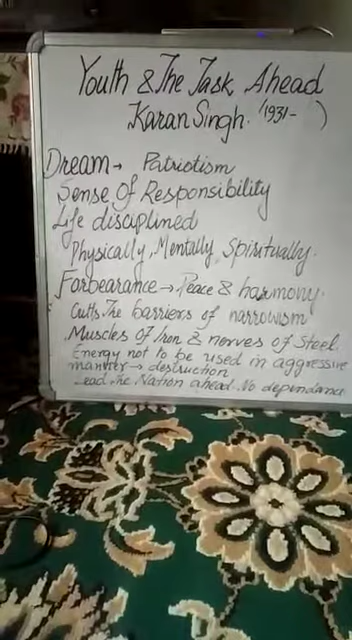 Youth & The Task Ahead
Karan Singh. (1931- )
Dream → Patriotism
Sense Of Responsibility
Life disciplined
Physically, Mentally, Spiritually.
Forbearance → Peace & harmony.
Cutts The barriers of narrowism
Muscles of Iron & nerves of Steel.
Energy not to be used in aggressive
manner → destruction
Lead the Nation ahead. No dependance